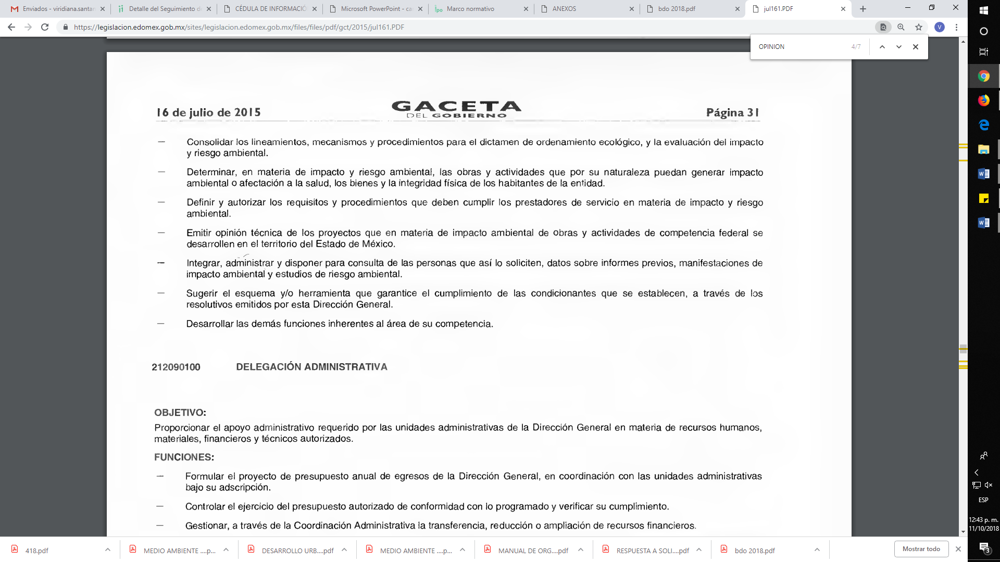 Enviados - viridiana.santan
Detalle del Seguimiento d
CÉDULA DE INFORMACIÓ
Microsoft PowerPoint - ca
Marco normativo
ANEXOS
bdo 2018.pdf
jul161.PDF
https://legislacion.edomex.gob.mx/sites/legislacion.edomex.gob.mx/files/files/pdf/gct/2015/jul161.PDF
V
OPINION 4/7
16 de julio de 2015
GACETA
DEL GOBIERNO
Página 31
— Consolidar los lineamientos, mecanismos y procedimientos para el dictamen de ordenamiento ecológico, y la evaluación del impacto
y riesgo ambiental.
— Determinar, en materia de impacto y riesgo ambiental, las obras y actividades que por su naturaleza puedan generar impacto
ambiental o afectación a la salud, los bienes y la integridad física de los habitantes de la entidad.
— Definir y autorizar los requisitos y procedimientos que deben cumplir los prestadores de servicio en materia de impacto y riesgo
ambiental.
— Emitir opinión técnica de los proyectos que en materia de impacto ambiental de obras y actividades de competencia federal se
desarrollen en el territorio del Estado de México.
— Integrar, administrar y disponer para consulta de las personas que así lo soliciten, datos sobre informes previos, manifestaciones de
impacto ambiental y estudios de riesgo ambiental.
— Sugerir el esquema y/o herramienta que garantice el cumplimiento de las condicionantes que se establecen, a través de los
resolutivos emitidos por esta Dirección General.
— Desarrollar las demás funciones inherentes al área de su competencia.
212090100 DELEGACIÓN ADMINISTRATIVA
OBJETIVO:
Proporcionar el apoyo administrativo requerido por las unidades administrativas de la Dirección General en materia de recursos humanos,
materiales, financieros y técnicos autorizados.
FUNCIONES:
— Formular el proyecto de presupuesto anual de egresos de la Dirección General, en coordinación con las unidades administrativas
bajo su adscripción.
— Controlar el ejercicio del presupuesto autorizado de conformidad con lo programado y verificar su cumplimiento.
— Gestionar, a través de la Coordinación Administrativa la transferencia, reducción o ampliación de recursos financieros.
418.pdf
MEDIO AMBIENTE ....p...
DESARROLLO URB....pdf
MEDIO AMBIENTE ....p...
MANUAL DE ORG....pdf
RESPUESTA A SOLI....pdf
bdo 2018.pdf
Mostrar todo
ESP
12:43 p. m.
11/10/2018
3